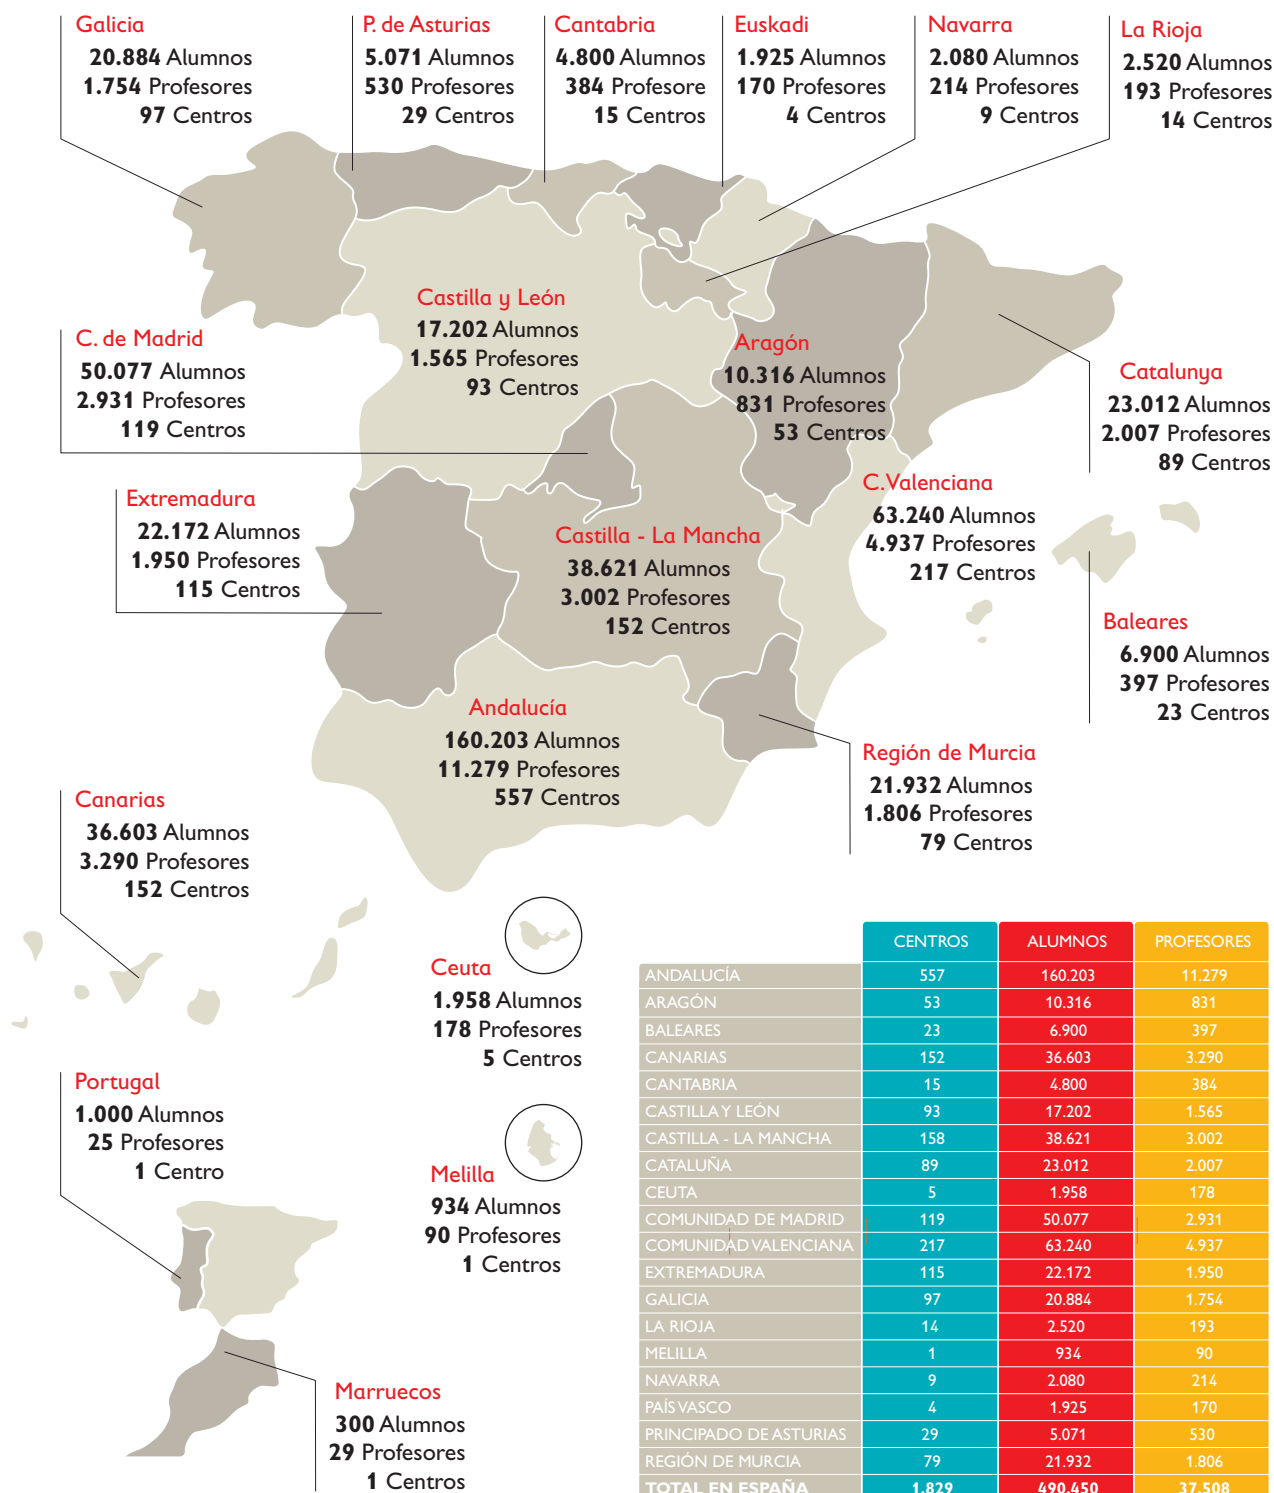 Galicia
20.884 Alumnos
1.754 Profesores
97 Centros
P. de Asturias
5.071 Alumnos
530 Profesores
29 Centros
Cantabria
4.800 Alumnos
384 Profesore
15 Centros
Euskadi
1.925 Alumnos
170 Profesores
4 Centros
Navarra
2.080 Alumnos
214 Profesores
9 Centros
La Rioja
2.520 Alumnos
193 Profesores
14 Centros
Castilla y León
17.202 Alumnos
1.565 Profesores
93 Centros
C. de Madrid
50.077 Alumnos
2.931 Profesores
119 Centros
Aragón
10.316 Alumnos
831 Profesores
53 Centros
Catalunya
23.012 Alumnos
2.007 Profesores
89 Centros
Extremadura
22.172 Alumnos
1.950 Profesores
115 Centros
Castilla - La Mancha
38.621 Alumnos
3.002 Profesores
152 Centros
C. Valenciana
63.240 Alumnos
4.937 Profesores
217 Centros
Baleares
6.900 Alumnos
397 Profesores
23 Centros
Andalucía
160.203 Alumnos
11.279 Profesores
557 Centros
Región de Murcia
21.932 Alumnos
1.806 Profesores
79 Centros
Canarias
36.603 Alumnos
3.290 Profesores
152 Centros
Ceuta
1.958 Alumnos
178 Profesores
5 Centros
Portugal
1.000 Alumnos
25 Profesores
1 Centro
Melilla
934 Alumnos
90 Profesores
1 Centros
Marruecos
300 Alumnos
29 Profesores
1 Centros
CENTROS ALUMNOS PROFESORES
ANDALUCÍA 557 160.203 11.279
ARAGÓN 53 10.316 831
BALEARES 23 6.900 397
CANARIAS 152 36.603 3.290
CANTABRIA 15 4.800 384
CASTILLA Y LEÓN 93 17.202 1.565
CASTILLA - LA MANCHA 158 38.621 3.002
CATALUÑA 89 23.012 2.007
CEUTA 5 1.958 178
COMUNIDAD DE MADRID 119 50.077 2.931
COMUNIDAD VALENCIANA 217 63.240 4.937
EXTREMADURA 115 22.172 1.950
GALICIA 97 20.884 1.754
LA RIOJA 14 2.520 193
MELILLA 1 934 90
NAVARRA 9 2.080 214
PAÍS VASCO 4 1.925 170
PRINCIPADO DE ASTURIAS 29 5.071 530
REGIÓN DE MURCIA 79 21.932 1.806
TOTAL EN ESPAÑA 1.829 490.450 37.508